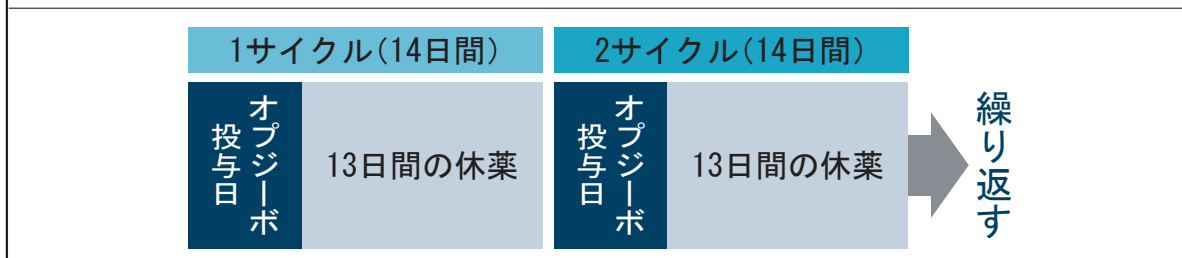 1サイクル(14日間)
2サイクル(14日間)
オプジーボ
投与日
13日間の休薬
オプジーボ
投与日
13日間の休薬
繰り返す